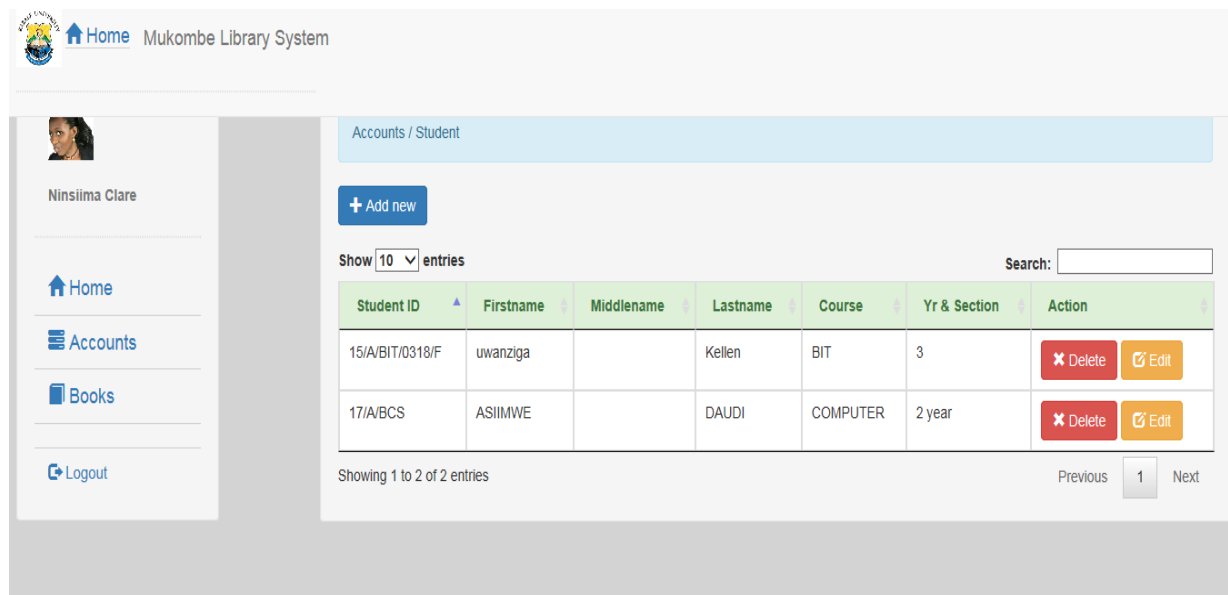 Home Mukombe Library System
Ninsiima Clare
Home
Accounts
Books
Logout
Accounts / Student
Add new
Show 10 entries
Search:
Student ID Firstname Middlename Lastname Course Yr & Section Action
15/A/BIT/0318/F uwanziga Kellen BIT 3 Delete Edit
17/A/BCS ASIIMWE DAUDI COMPUTER 2 year Delete Edit
Showing 1 to 2 of 2 entries
Previous 1 Next